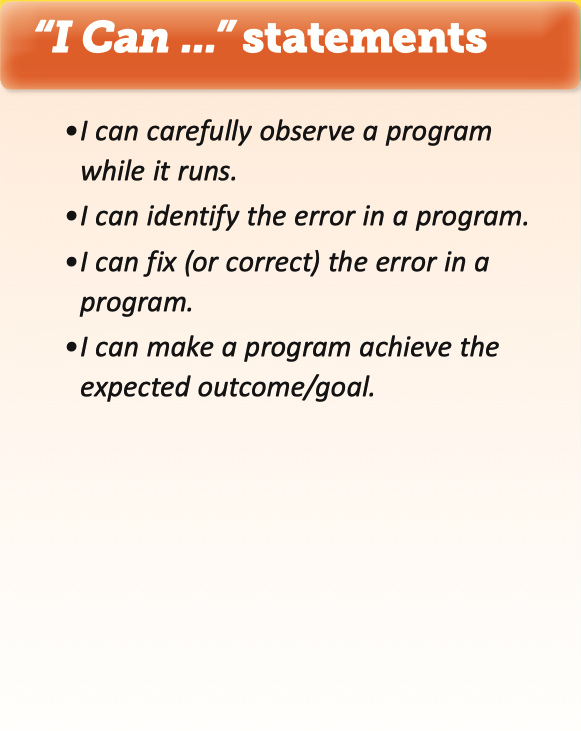 “I Can ...” statements
•I can carefully observe a program
while it runs.
•I can identify the error in a program.
•I can fix (or correct) the error in a
program.
•I can make a program achieve the
expected outcome/goal.